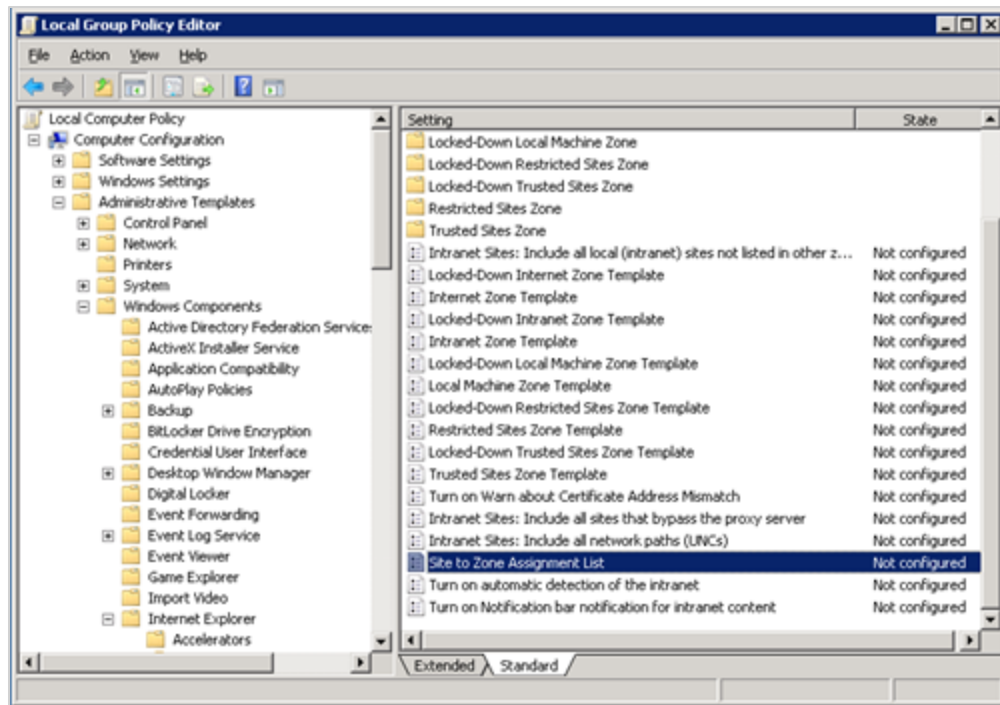 Local Group Policy Editor
File Action View Help
Local Computer Policy
Computer Configuration
Software Settings
Windows Settings
Administrative Templates
Control Panel
Network
Printers
System
Windows Components
Active Directory Federation Service
ActiveX Installer Service
Application Compatibility
AutoPlay Policies
Backup
BitLocker Drive Encryption
Credential User Interface
Desktop Window Manager
Digital Locker
Event Forwarding
Event Log Service
Event Viewer
Game Explorer
Import Video
Internet Explorer
Accelerators
Setting State
Locked-Down Local Machine Zone
Locked-Down Restricted Sites Zone
Locked-Down Trusted Sites Zone
Restricted Sites Zone
Trusted Sites Zone
Intranet Sites: Include all local (intranet) sites not listed in other z... Not configured
Locked-Down Internet Zone Template Not configured
Internet Zone Template Not configured
Locked-Down Intranet Zone Template Not configured
Intranet Zone Template Not configured
Locked-Down Local Machine Zone Template Not configured
Local Machine Zone Template Not configured
Locked-Down Restricted Sites Zone Template Not configured
Restricted Sites Zone Template Not configured
Locked-Down Trusted Sites Zone Template Not configured
Trusted Sites Zone Template Not configured
Turn on Warn about Certificate Address Mismatch Not configured
Intranet Sites: Include all sites that bypass the proxy server Not configured
Intranet Sites: Include all network paths (UNCs) Not configured
Site to Zone Assignment List Not configured
Turn on automatic detection of the intranet Not configured
Turn on Notification bar notification for intranet content Not configured
Extended Standard